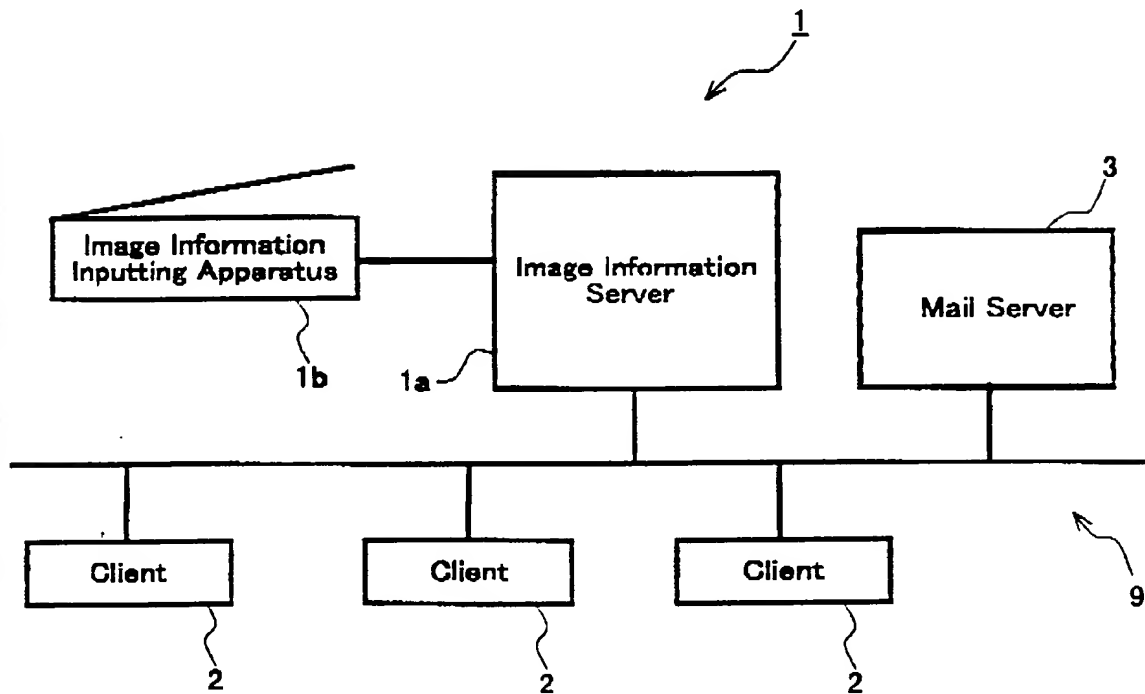 1
3
Image Information
Inputting Apparatus
Image Information
Server
Mail Server
1b
1a
Client
Client
Client
9
2
2
2